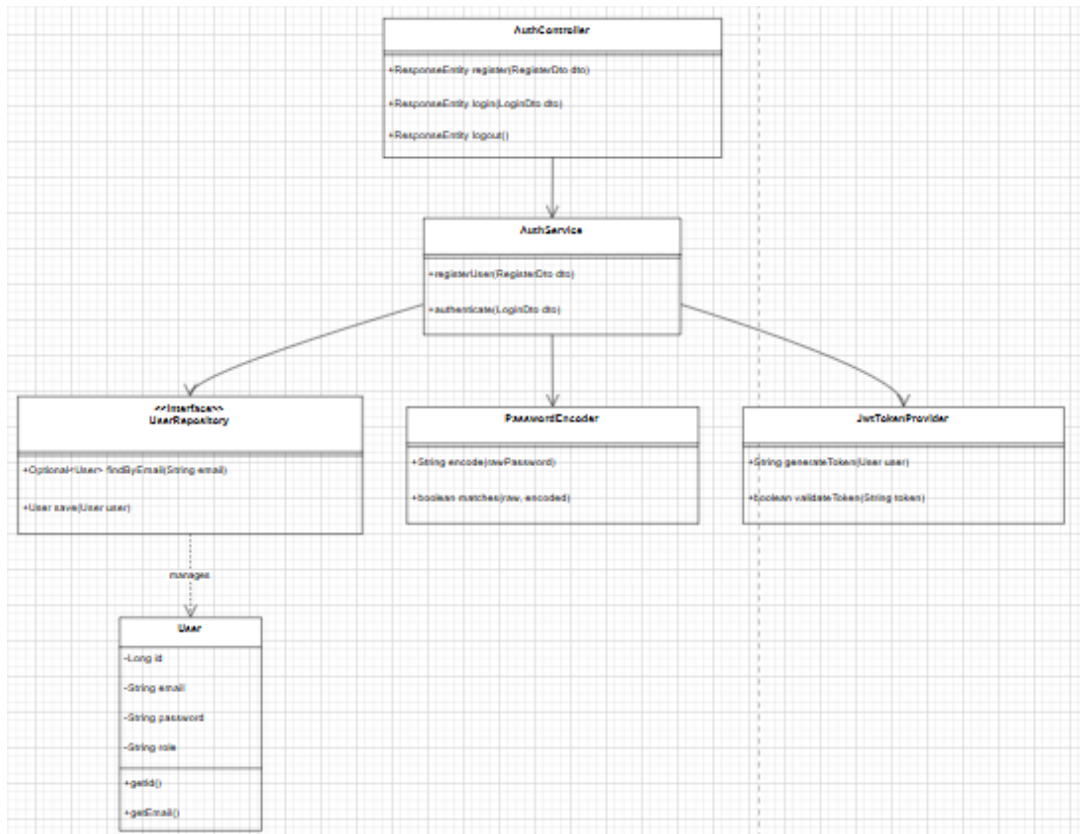 AuthController
+ResponseEntity register(RegisterDto dto)
+ResponseEntity login(LoginDto dto)
+ResponseEntity logout()
AuthService
+registerUser(RegisterDto dto)
+authenticate(LoginDto dto)
<<Interface>>
UserRepository
+Optional<User> findByEmail(String email)
+User save(User user)
PasswordEncoder
+String encode(rawPassword)
+boolean matches(raw, encoded)
JwtTokenProvider
+String generateToken(User user)
+boolean validateToken(String token)
manages
User
-Long id
-String email
-String password
-String role
+getId()
+getEmail()